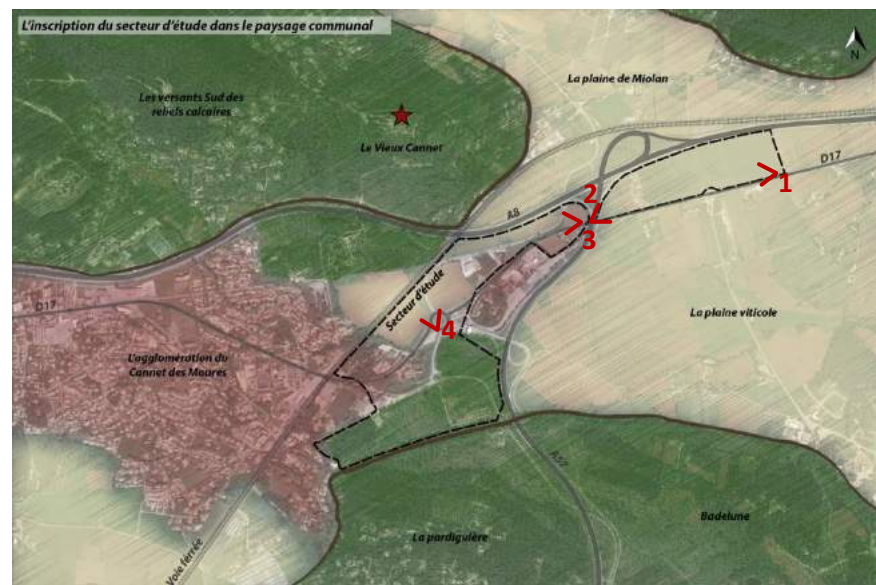 L'inscription du secteur d'étude dans le paysage communal
N
La plaine de Miolan
Les versants Sud des
rebels calcaires
Le Vieux Cannet
D17
1
2
A8
3
Secteur d'étude
D17
4
La plaine viticole
L'agglomération du
Cannet des Maures
A57
Badelune
La pardiguière
Voie ferrée